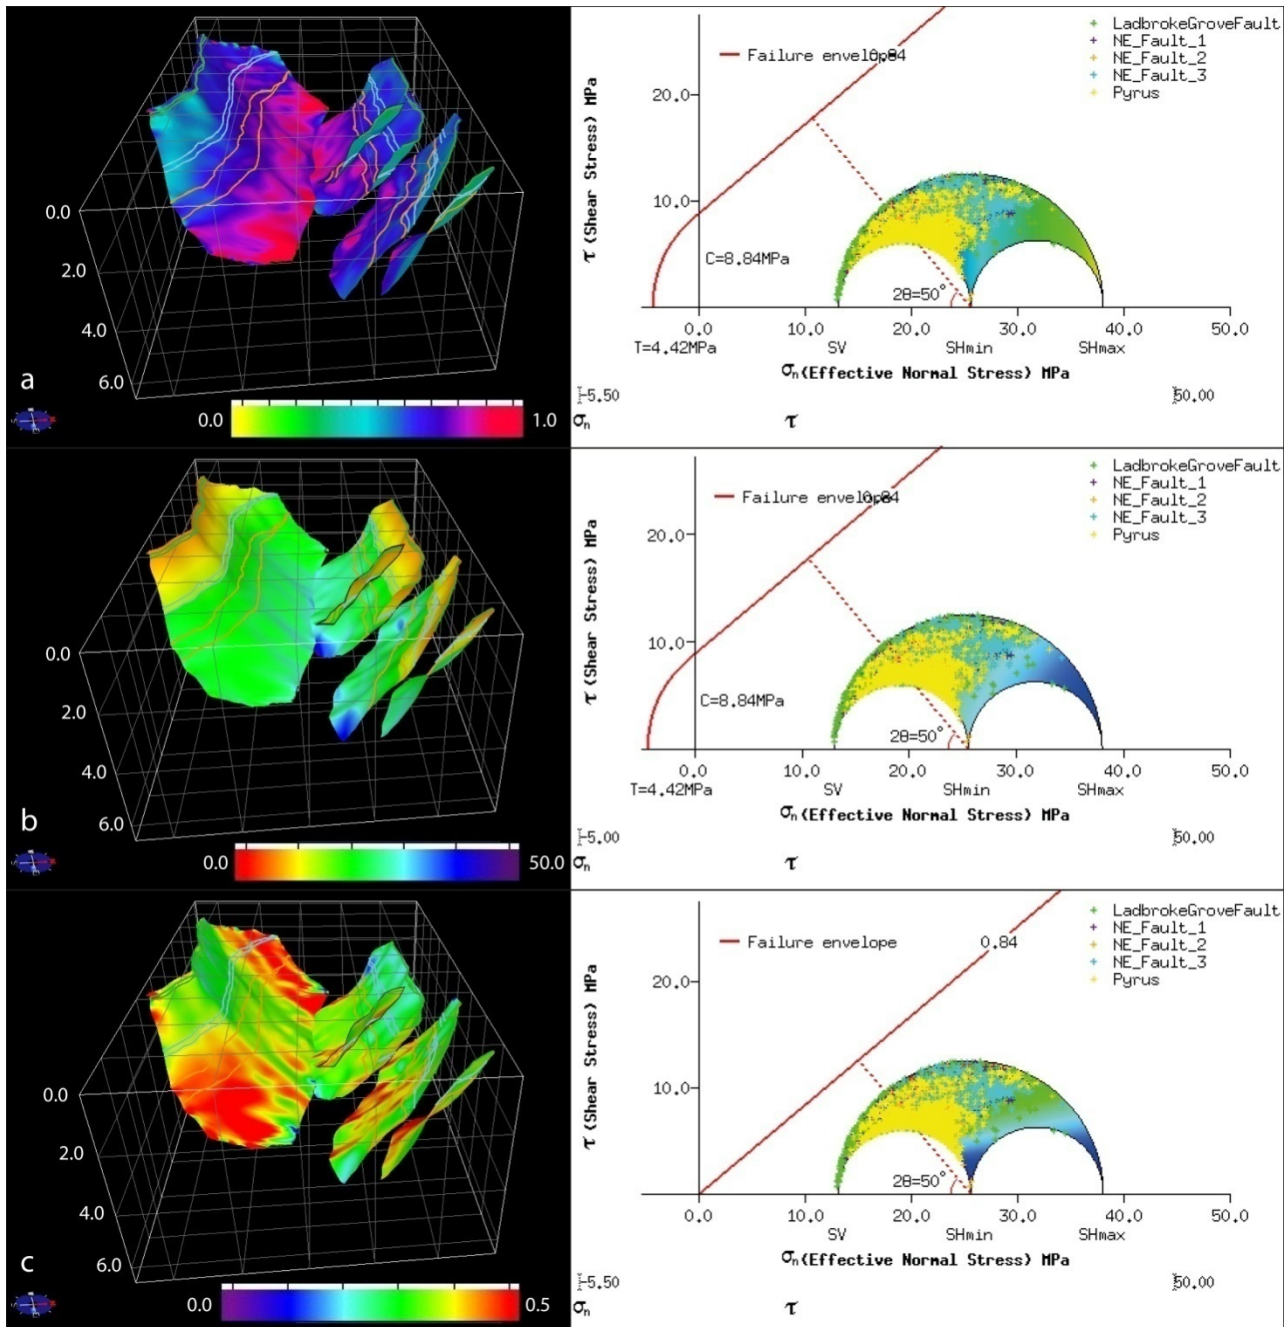 0.0
2.0
4.0
6.0
a
0.0
1.0
Failure envelope
0.84
LadbrokeGroveFault
NE_Fault_1
NE_Fault_2
NE_Fault_3
Pyrus
τ (Shear Stress) MPa
20.0
10.0
C=8.84MPa
2θ=50°
0.0 10.0 20.0 30.0 40.0 50.0
T=4.42MPa SV SHmin SHmax
σn (Effective Normal Stress) MPa
-5.50 50.00
σn τ
0.0
2.0
4.0
6.0
b
0.0
50.0
Failure envelope
0.84
LadbrokeGroveFault
NE_Fault_1
NE_Fault_2
NE_Fault_3
Pyrus
τ (Shear Stress) MPa
20.0
10.0
C=8.84MPa
2θ=50°
0.0 10.0 20.0 30.0 40.0 50.0
T=4.42MPa SV SHmin SHmax
σn (Effective Normal Stress) MPa
-5.00 50.00
σn τ
0.0
2.0
4.0
6.0
c
0.0
0.5
Failure envelope
0.84
LadbrokeGroveFault
NE_Fault_1
NE_Fault_2
NE_Fault_3
Pyrus
τ (Shear Stress) MPa
20.0
10.0
2θ=50°
0.0 10.0 20.0 30.0 40.0 50.0
SV SHmin SHmax
σn (Effective Normal Stress) MPa
-5.50 50.00
σn τ